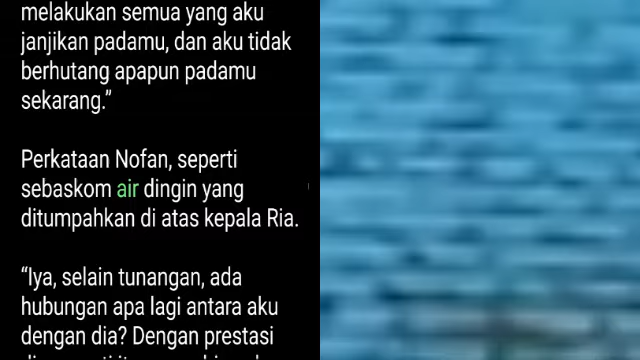 melakukan semua yang aku
janjikan padamu, dan aku tidak
berhutang apapun padamu
sekarang.”
Perkataan Nofan, seperti
sebaskom air dingin yang
ditumpahkan di atas kepala Ria.
“Iya, selain tunangan, ada
hubungan apa lagi antara aku
dengan dia? Dengan prestasi